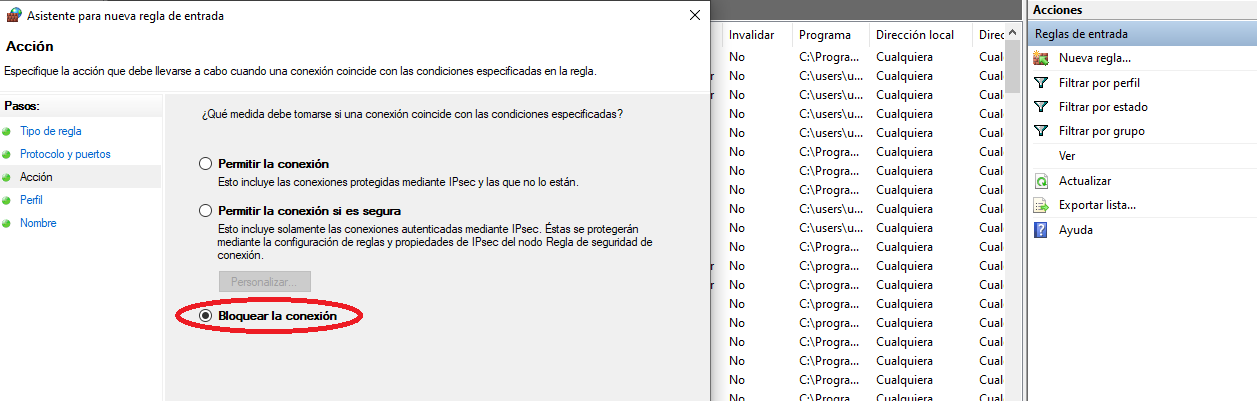 Asistente para nueva regla de entrada
Acción
Especifique la acción que debe llevarse a cabo cuando una conexión coincide con las condiciones especificadas en la regla.
Pasos:
Tipo de regla
Protocolo y puertos
Acción
Perfil
Nombre
¿Qué medida debe tomarse si una conexión coincide con las condiciones especificadas?
Permitir la conexión
Esto incluye las conexiones protegidas mediante IPsec y las que no lo están.
Permitir la conexión si es segura
Esto incluye solamente las conexiones autenticadas mediante IPsec. Éstas se protegerán
mediante la configuración de reglas y propiedades de IPsec del nodo Regla de seguridad de
conexión.
Personalizar...
Bloquear la conexión
Invalidar Programa Dirección local Direc
No C:\Progra... Cualquiera Cual
r No C:\users\u... Cualquiera Cual
r No C:\users\u... Cualquiera Cual
No C:\users\u... Cualquiera Cual
No C:\users\u... Cualquiera Cual
No C:\Progra... Cualquiera Cual
No C:\Progra... Cualquiera Cual
No C:\Progra... Cualquiera Cual
No C:\users\u... Cualquiera Cual
No C:\users\u... Cualquiera Cual
No C:\Progra... Cualquiera Cual
r No C:\progra... Cualquiera Cual
r No C:\progra... Cualquiera Cual
No C:\Progra... Cualquiera Cual
No C:\progra... Cualquiera Cual
No C:\progra... Cualquiera Cual
No C:\Progra... Cualquiera Cual
No C:\Progra... Cualquiera Cual
Acciones
Reglas de entrada
Nueva regla...
Filtrar por perfil
Filtrar por estado
Filtrar por grupo
Ver
Actualizar
Exportar lista...
Ayuda